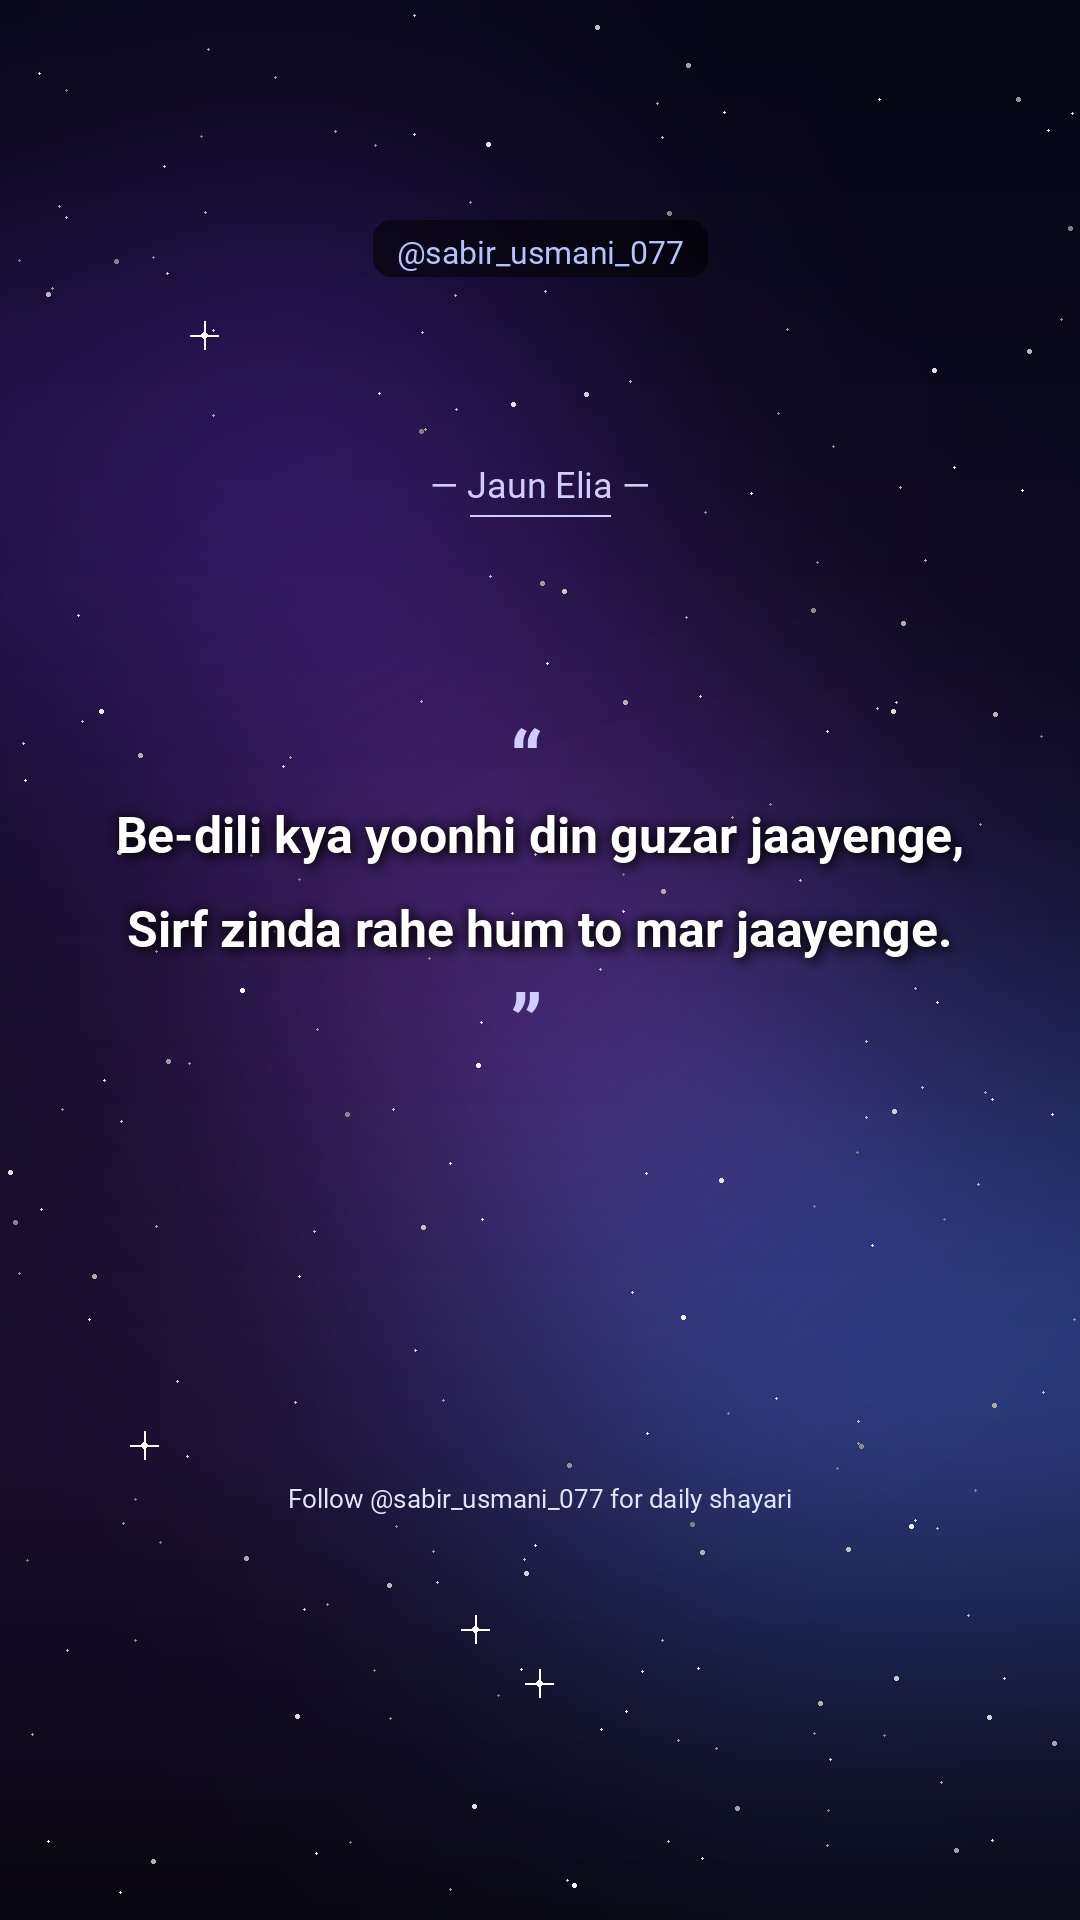 @sabir_usmani_077
— Jaun Elia —
“
Be-dili kya yoonhi din guzar jaayenge,
Sirf zinda rahe hum to mar jaayenge.
”
Follow @sabir_usmani_077 for daily shayari